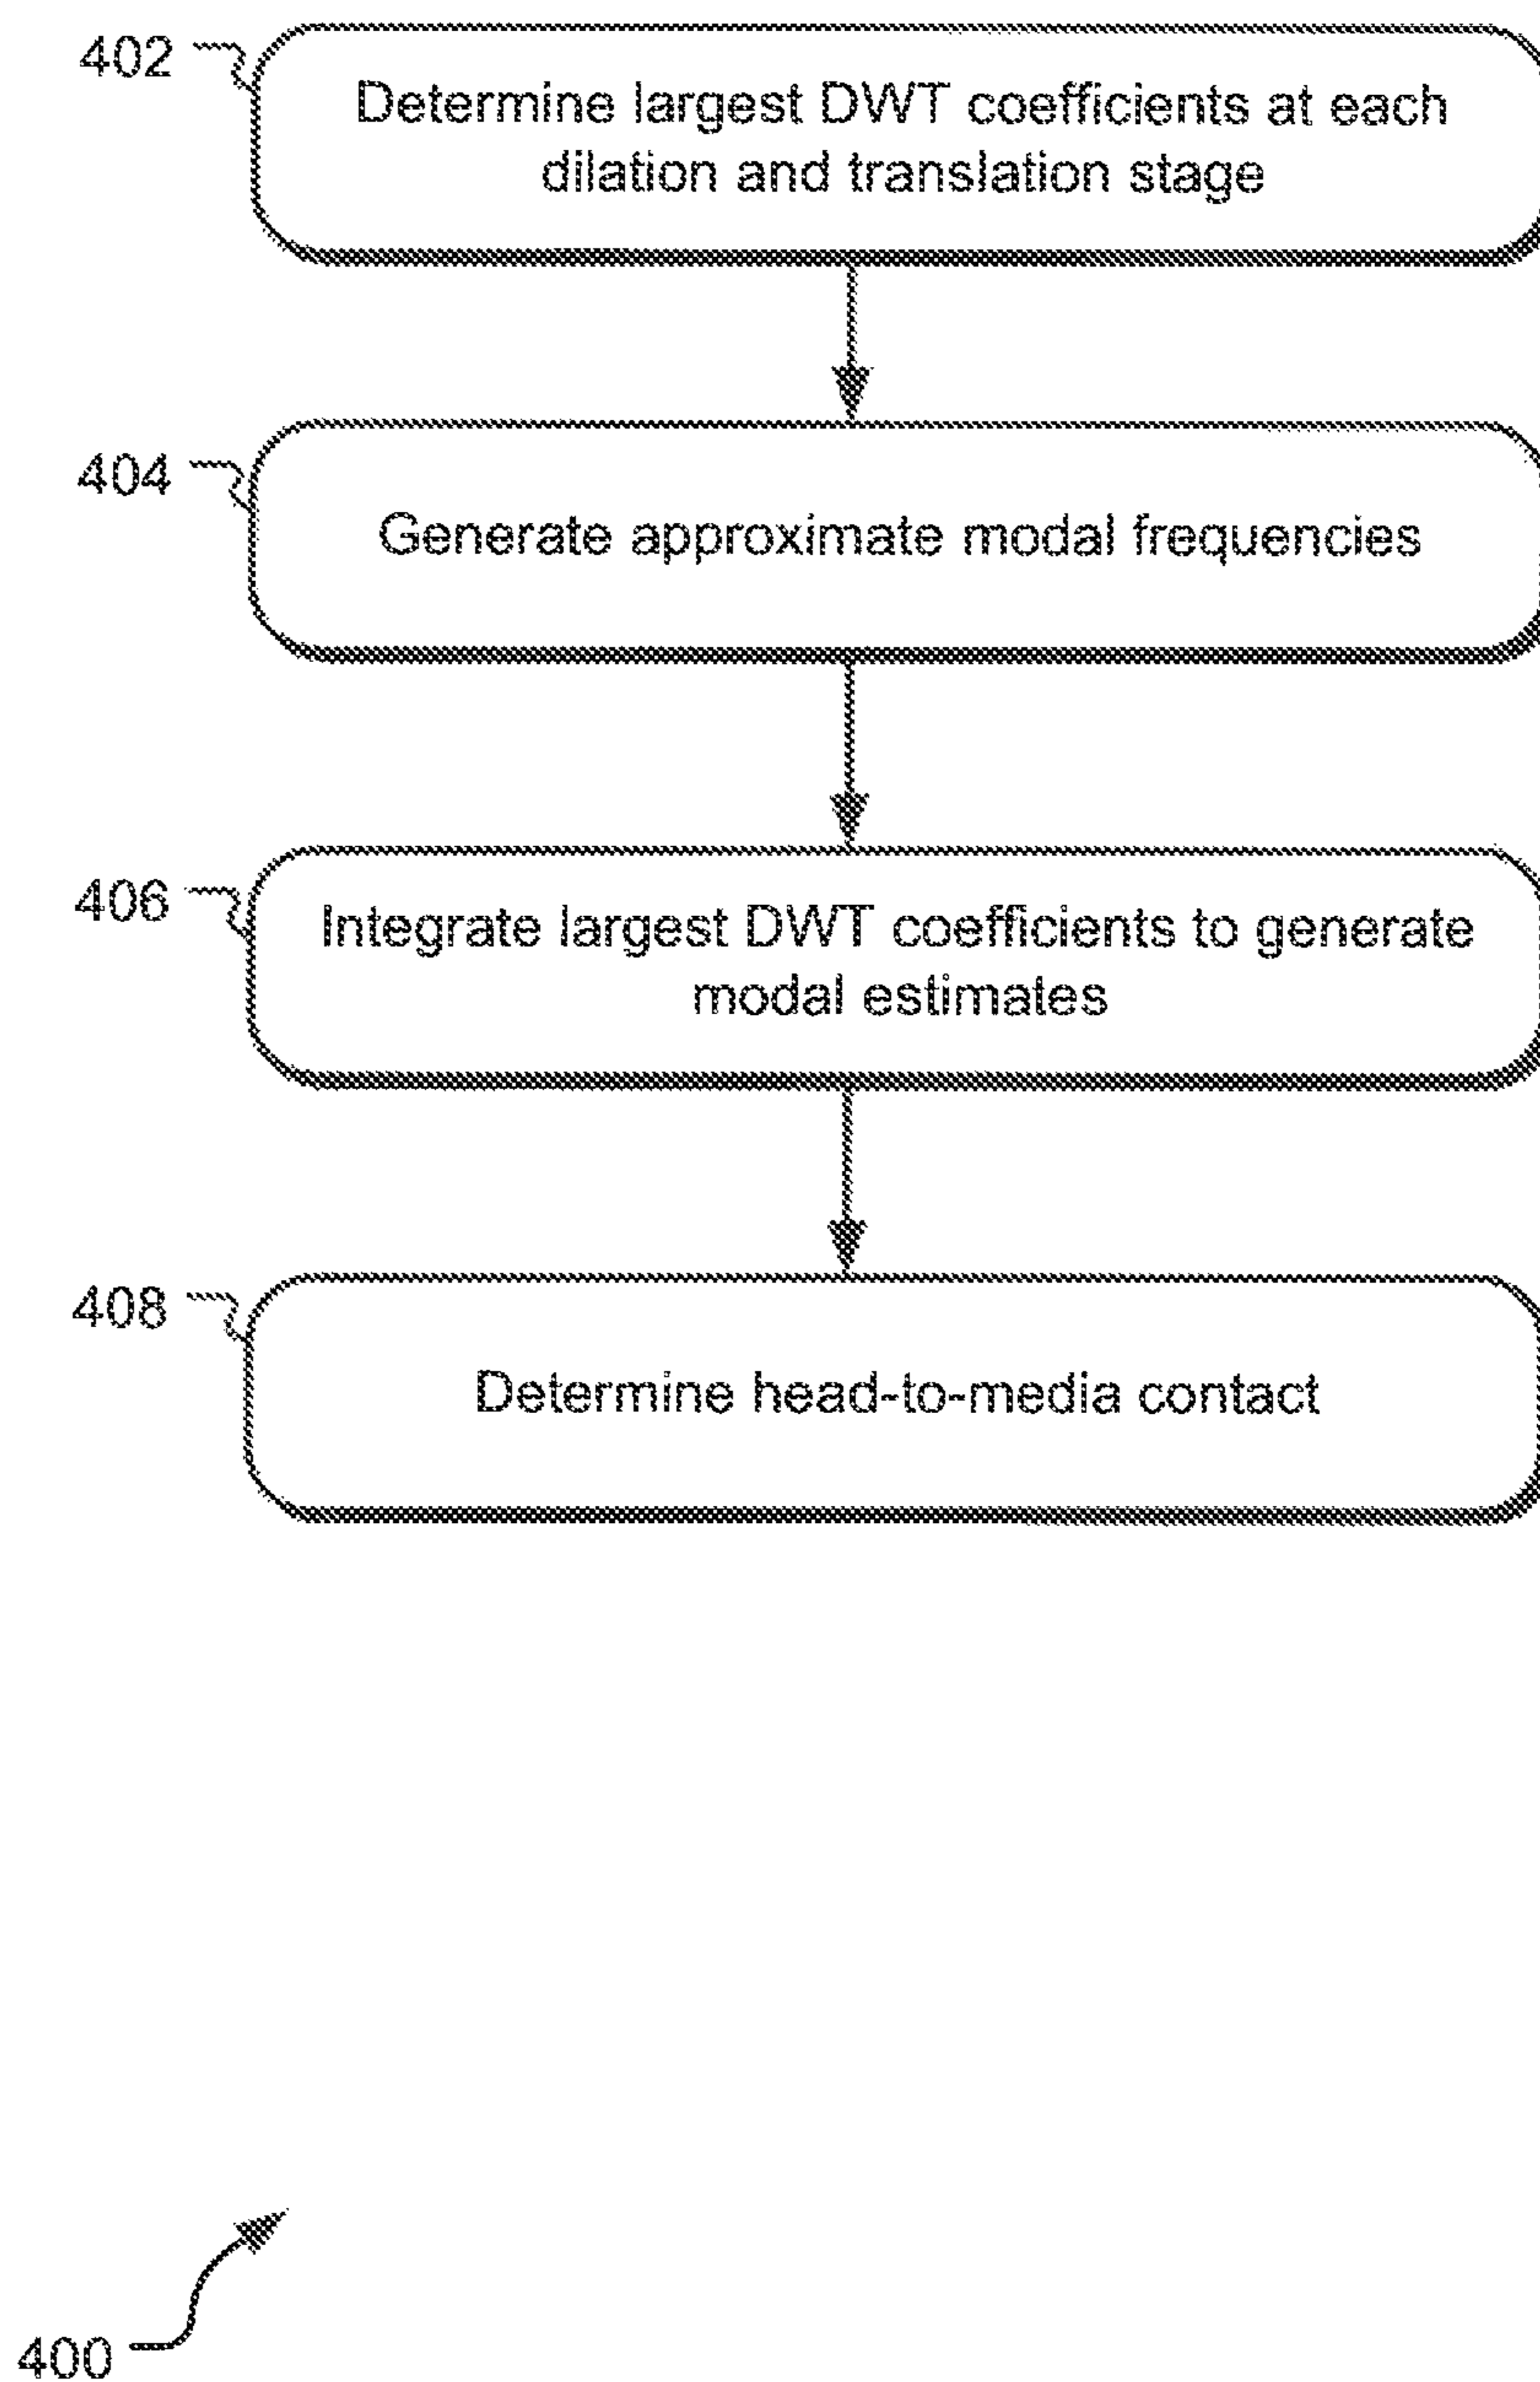 402
Determine largest DWT coefficients at each
dilation and translation stage
404
Generate approximate modal frequencies
406
Integrate largest DWT coefficients to generate
modal estimates
408
Determine head-to-media contact
400